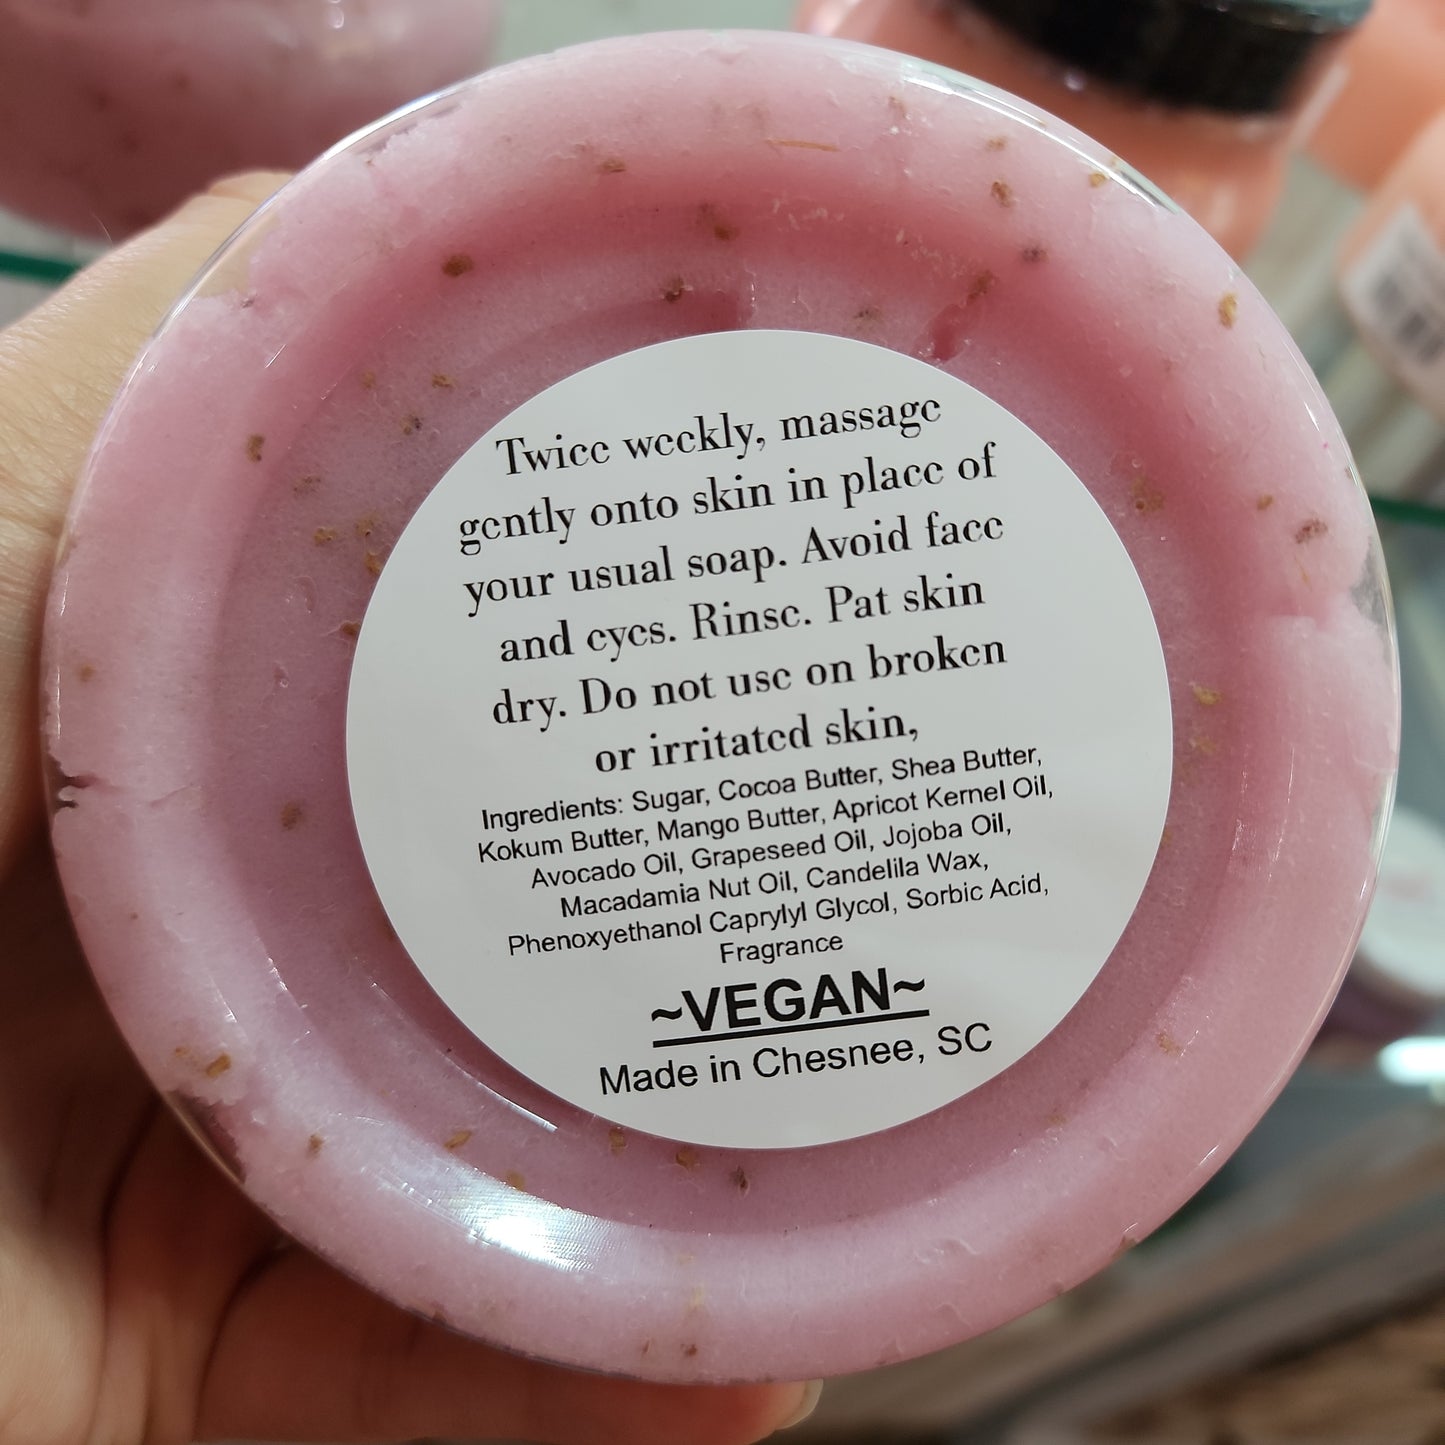 Twice weekly, massage
gently onto skin in place of
your usual soap. Avoid face
and eyes. Rinse. Pat skin
dry. Do not use on broken
or irritated skin,
Ingredients: Sugar, Cocoa Butter, Shea Butter,
Kokum Butter, Mango Butter, Apricot Kernel Oil,
Avocado Oil, Grapeseed Oil, Jojoba Oil,
Macadamia Nut Oil, Candelila Wax,
Phenoxyethanol Caprylyl Glycol, Sorbic Acid,
Fragrance
~VEGAN~
Made in Chesnee, SC